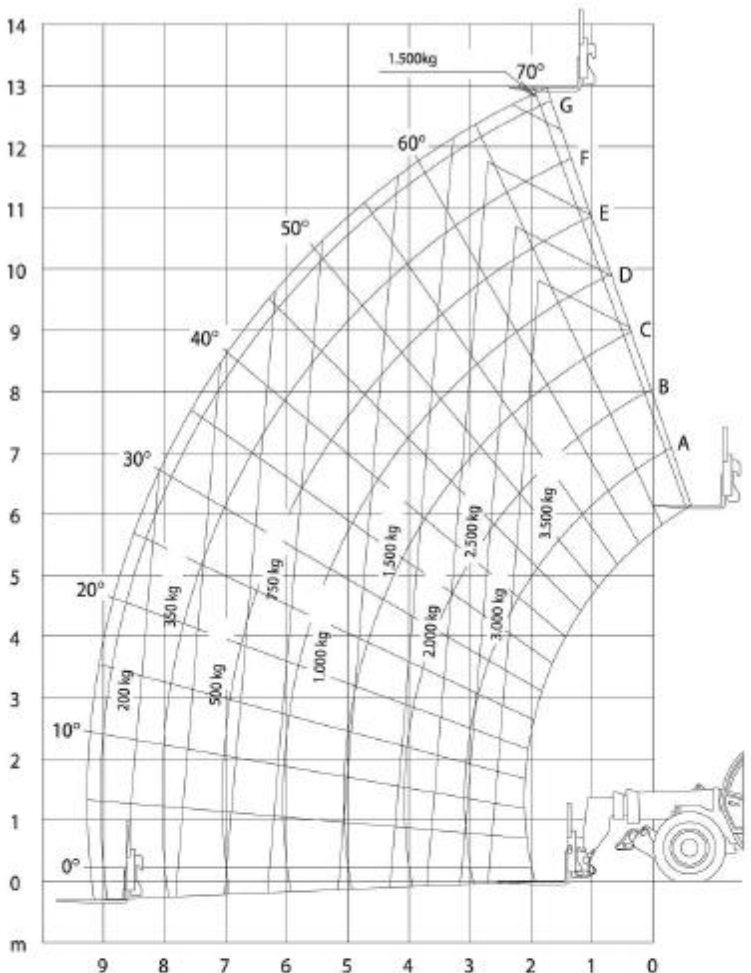 14
1.500kg
70°
13
G
12
60°
F
11
E
50°
10
D
9
C
40°
8
B
7
A
30°
6
3.500 kg
2.500 kg
1.500 kg
5
750 kg
20°
350 kg
4
3.000 kg
2.000 kg
1.000 kg
3
500 kg
200 kg
10°
2
1
0°
0
m
9 8 7 6 5 4 3 2 1 0